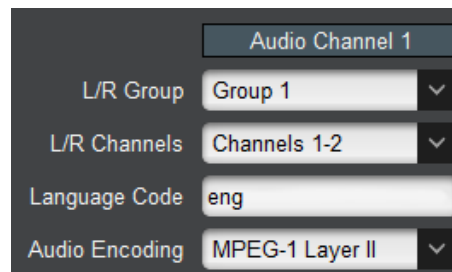 Audio Channel 1
L/R Group Group 1
L/R Channels Channels 1-2
Language Code eng
Audio Encoding MPEG-1 Layer II